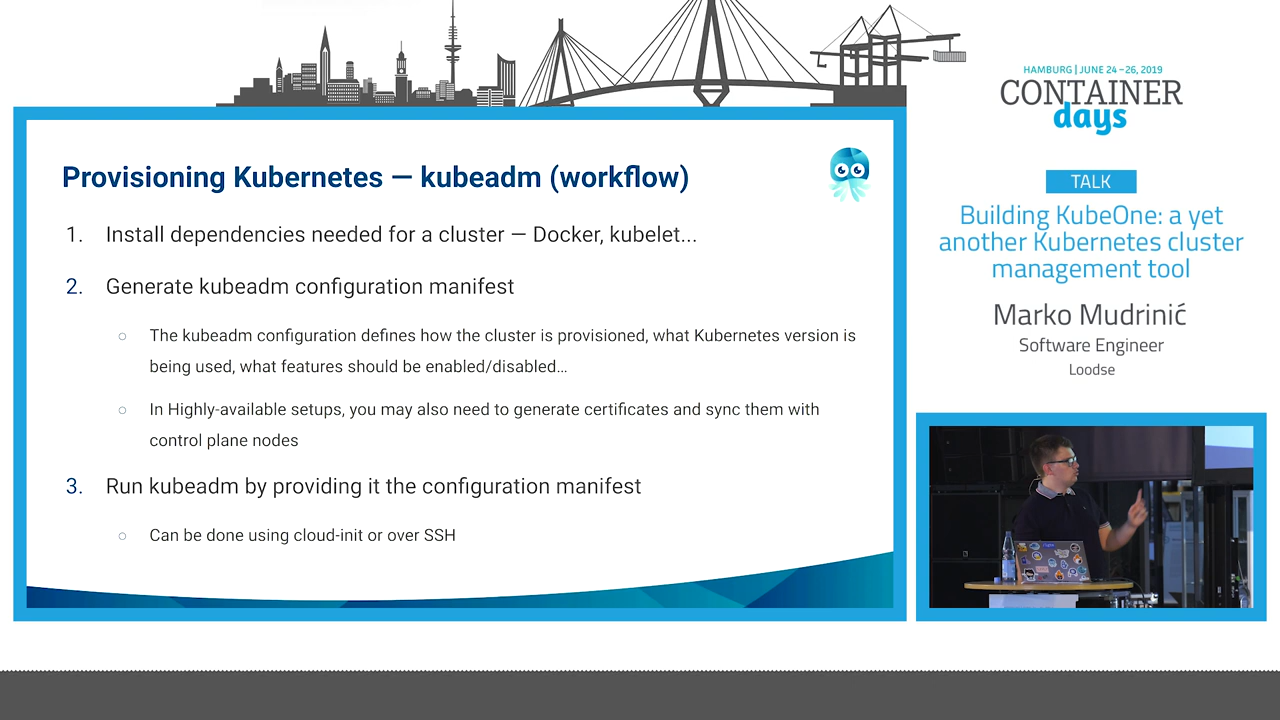 Provisioning Kubernetes — kubeadm (workflow)
1. Install dependencies needed for a cluster — Docker, kubelet...
2. Generate kubeadm configuration manifest
○ The kubeadm configuration defines how the cluster is provisioned, what Kubernetes version is
being used, what features should be enabled/disabled…
○ In Highly-available setups, you may also need to generate certificates and sync them with
control plane nodes
3. Run kubeadm by providing it the configuration manifest
○ Can be done using cloud-init or over SSH
HAMBURG | JUNE 24 –26, 2019
CONTAINER
days
TALK
Building KubeOne: a yet
another Kubernetes cluster
management tool
Marko Mudrinić
Software Engineer
Loodse